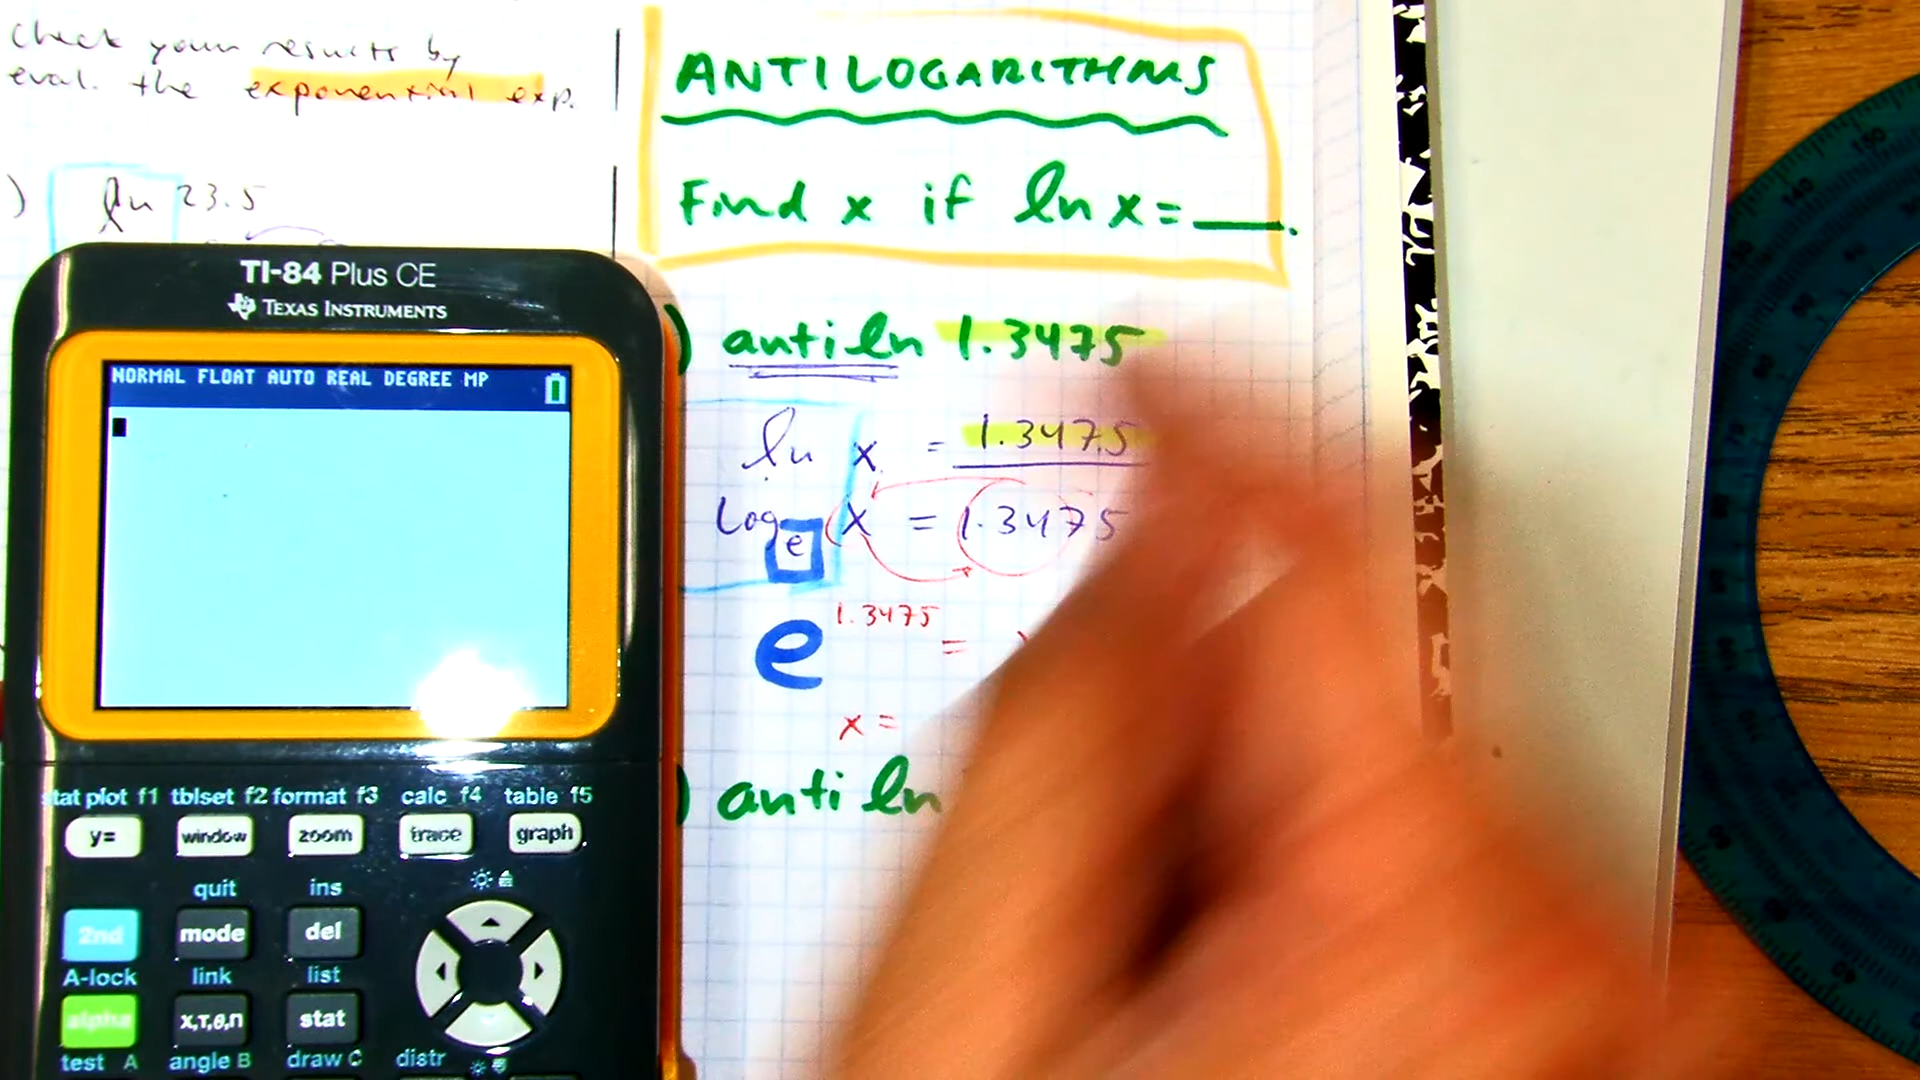 check your results by
eval. the exponential exp.
) ln 23.5
ANTILOGARITHMS
Find x if ln x = ___.
) antiln 1.3475
ln x = 1.3475
Log e x = 1.3475
e 1.3475 =
x =
) anti ln
TI-84 Plus CE
TEXAS INSTRUMENTS
NORMAL FLOAT AUTO REAL DEGREE MP
stat plot f1 tblset f2 format f3 calc f4 table f5
y= window zoom trace graph
quit ins
2nd mode del
A-lock link list
alpha X,T,θ,n stat
test A angle B draw C distr